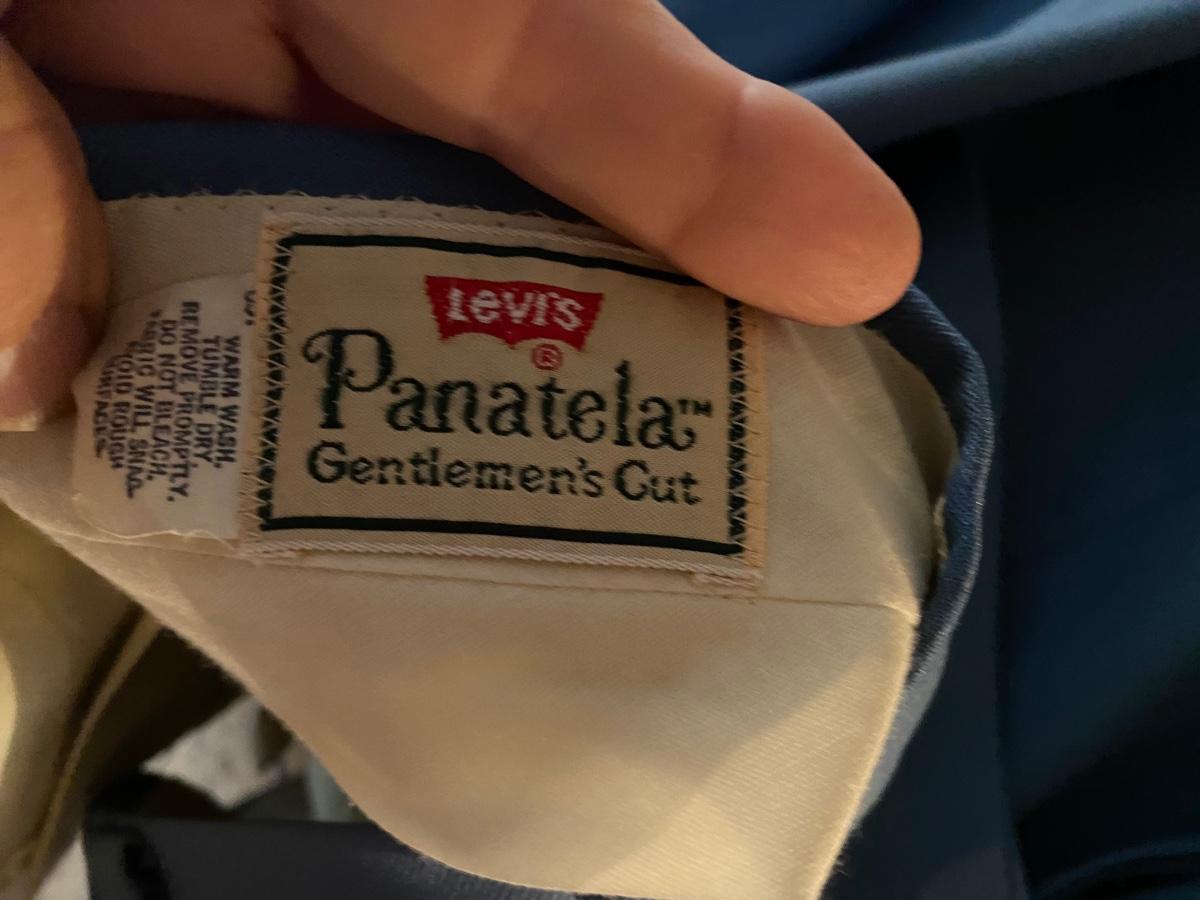 Levi's
®
Panatela™
Gentlemen's Cut
WARM WASH,
TUMBLE DRY,
REMOVE PROMPTLY.
DO NOT BLEACH.
FABRIC WILL SNAG
AVOID ROUGH
SURFACES